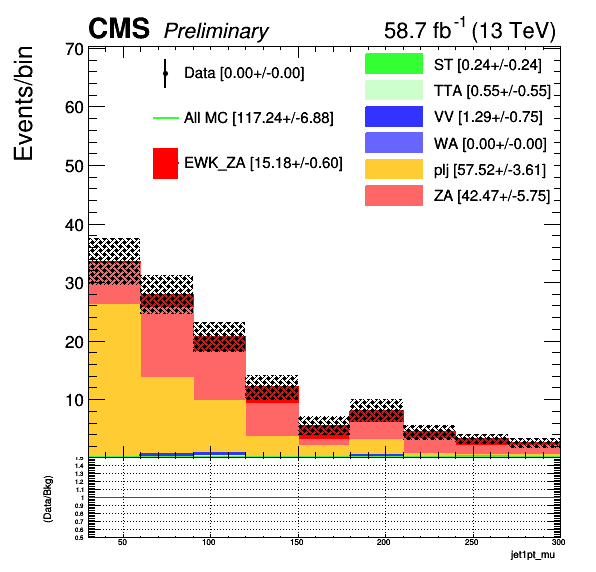 CMS Preliminary 58.7 fb⁻¹ (13 TeV)
Events/bin
70
60
50
40
30
20
10
Data [0.00+/-0.00]
All MC [117.24+/-6.88]
EWK_ZA [15.18+/-0.60]
ST [0.24+/-0.24]
TTA [0.55+/-0.55]
VV [1.29+/-0.75]
WA [0.00+/-0.00]
plj [57.52+/-3.61]
ZA [42.47+/-5.75]
(Data/Bkg)
1.5
1.4
1.3
1.2
1.1
1
0.9
0.8
0.7
0.6
0.5
50 100 150 200 250 300
jet1pt_mu